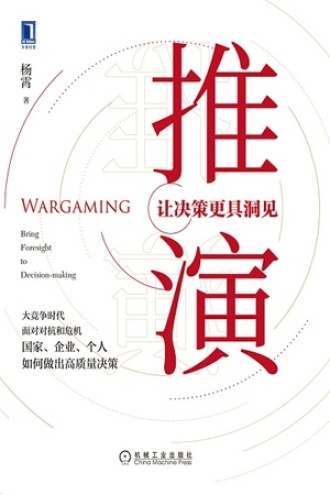 杨霄
著
推演
WARGAMING
让决策更具洞见
Bring
Foresight
to
Decision-making
大竞争时代
面对对抗和危机
国家、企业、个人
如何做出高质量决策
机械工业出版社
China Machine Press